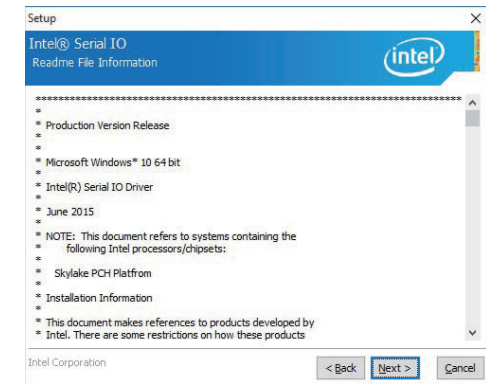 Setup
Intel® Serial IO
Readme File Information
intel
********************************************************************************
*
* Production Version Release
*
*
* Microsoft Windows* 10 64 bit
*
* Intel(R) Serial IO Driver
*
* June 2015
*
* NOTE: This document refers to systems containing the
* following Intel processors/chipsets:
*
* Skylake PCH Platfrom
*
* Installation Information
*
* This document makes references to products developed by
* Intel. There are some restrictions on how these products
Intel Corporation
< Back
Next >
Cancel